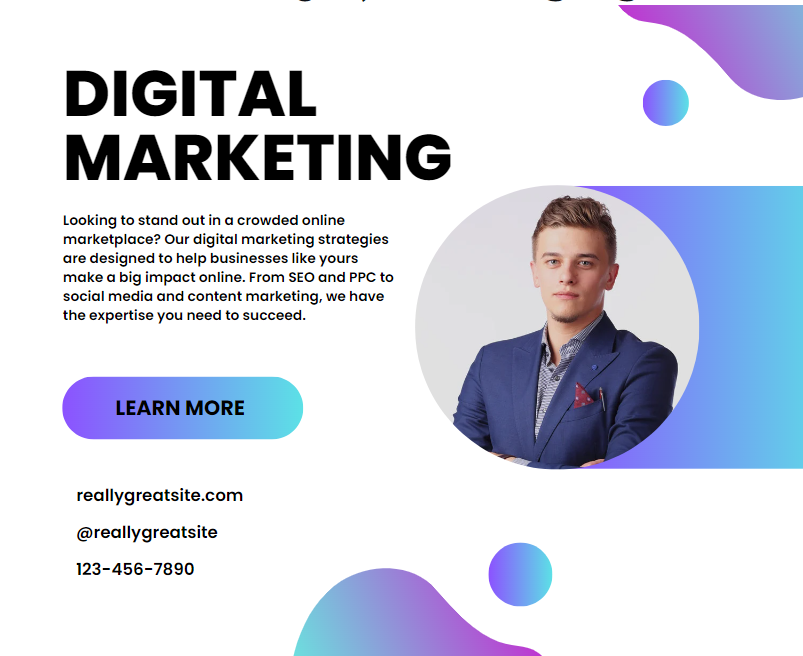 DIGITAL
MARKETING
Looking to stand out in a crowded online
marketplace? Our digital marketing strategies
are designed to help businesses like yours
make a big impact online. From SEO and PPC to
social media and content marketing, we have
the expertise you need to succeed.
LEARN MORE
reallygreatsite.com
@reallygreatsite
123-456-7890